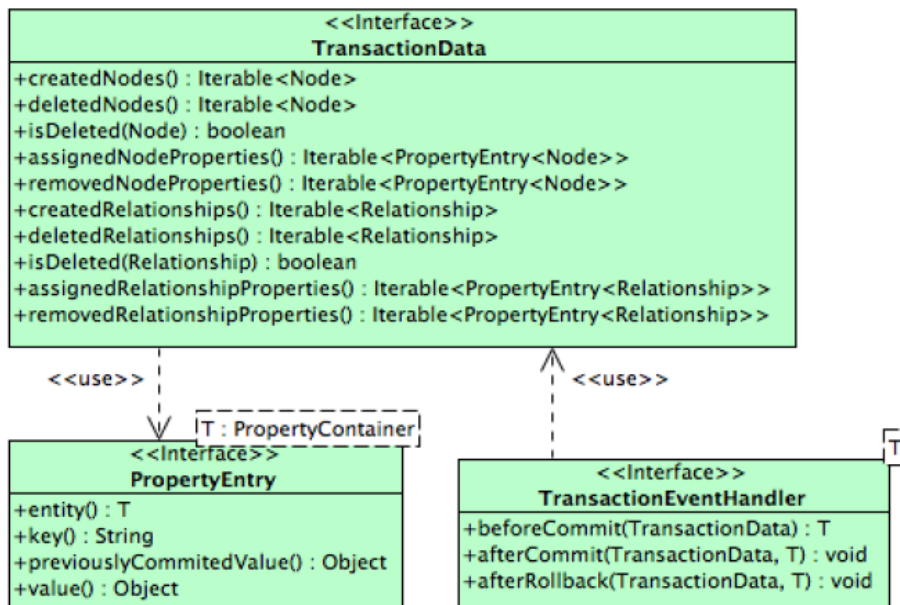 <<Interface>>
TransactionData
+createdNodes() : Iterable<Node>
+deletedNodes() : Iterable<Node>
+isDeleted(Node) : boolean
+assignedNodeProperties() : Iterable<PropertyEntry<Node>>
+removedNodeProperties() : Iterable<PropertyEntry<Node>>
+createdRelationships() : Iterable<Relationship>
+deletedRelationships() : Iterable<Relationship>
+isDeleted(Relationship) : boolean
+assignedRelationshipProperties() : Iterable<PropertyEntry<Relationship>>
+removedRelationshipProperties() : Iterable<PropertyEntry<Relationship>>
<<use>>
<<use>>
T : PropertyContainer
<<Interface>>
PropertyEntry
+entity() : T
+key() : String
+previouslyCommitedValue() : Object
+value() : Object
T
<<Interface>>
TransactionEventHandler
+beforeCommit(TransactionData) : T
+afterCommit(TransactionData, T) : void
+afterRollback(TransactionData, T) : void